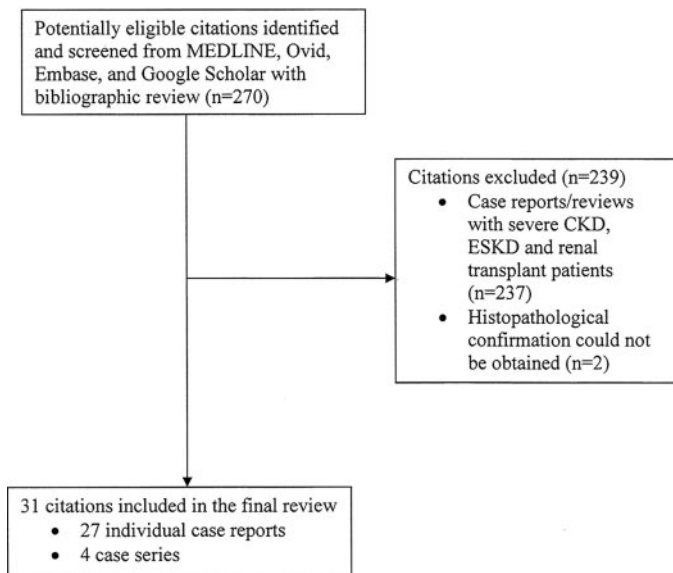 Potentially eligible citations identified
and screened from MEDLINE, Ovid,
Embase, and Google Scholar with
bibliographic review (n=270)
Citations excluded (n=239)
• Case reports/reviews
with severe CKD,
ESKD and renal
transplant patients
(n=237)
• Histopathological
confirmation could not
be obtained (n=2)
31 citations included in the final review
• 27 individual case reports
• 4 case series